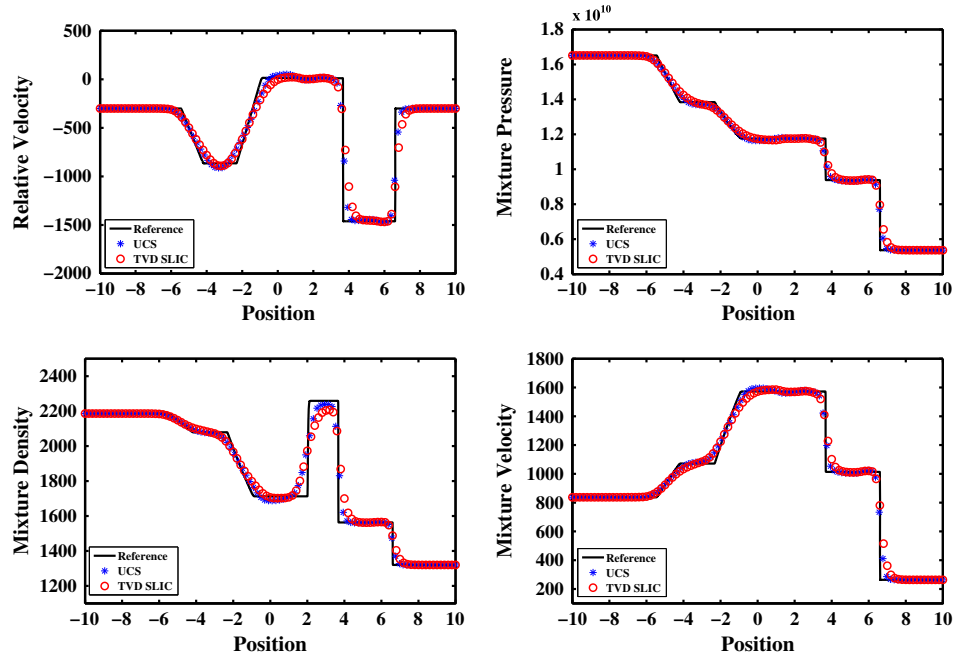 500
0
−500
−1000
−1500
−2000
Relative Velocity
Reference
UCS
TVD SLIC
−10 −8 −6 −4 −2 0 2 4 6 8 10
Position
x 10^10
1.8
1.6
1.4
1.2
1
0.8
0.6
0.4
Mixture Pressure
Reference
UCS
TVD SLIC
−10 −8 −6 −4 −2 0 2 4 6 8 10
Position
2400
2200
2000
1800
1600
1400
1200
Mixture Density
Reference
UCS
TVD SLIC
−10 −8 −6 −4 −2 0 2 4 6 8 10
Position
1800
1600
1400
1200
1000
800
600
400
200
Mixture Velocity
Reference
UCS
TVD SLIC
−10 −8 −6 −4 −2 0 2 4 6 8 10
Position